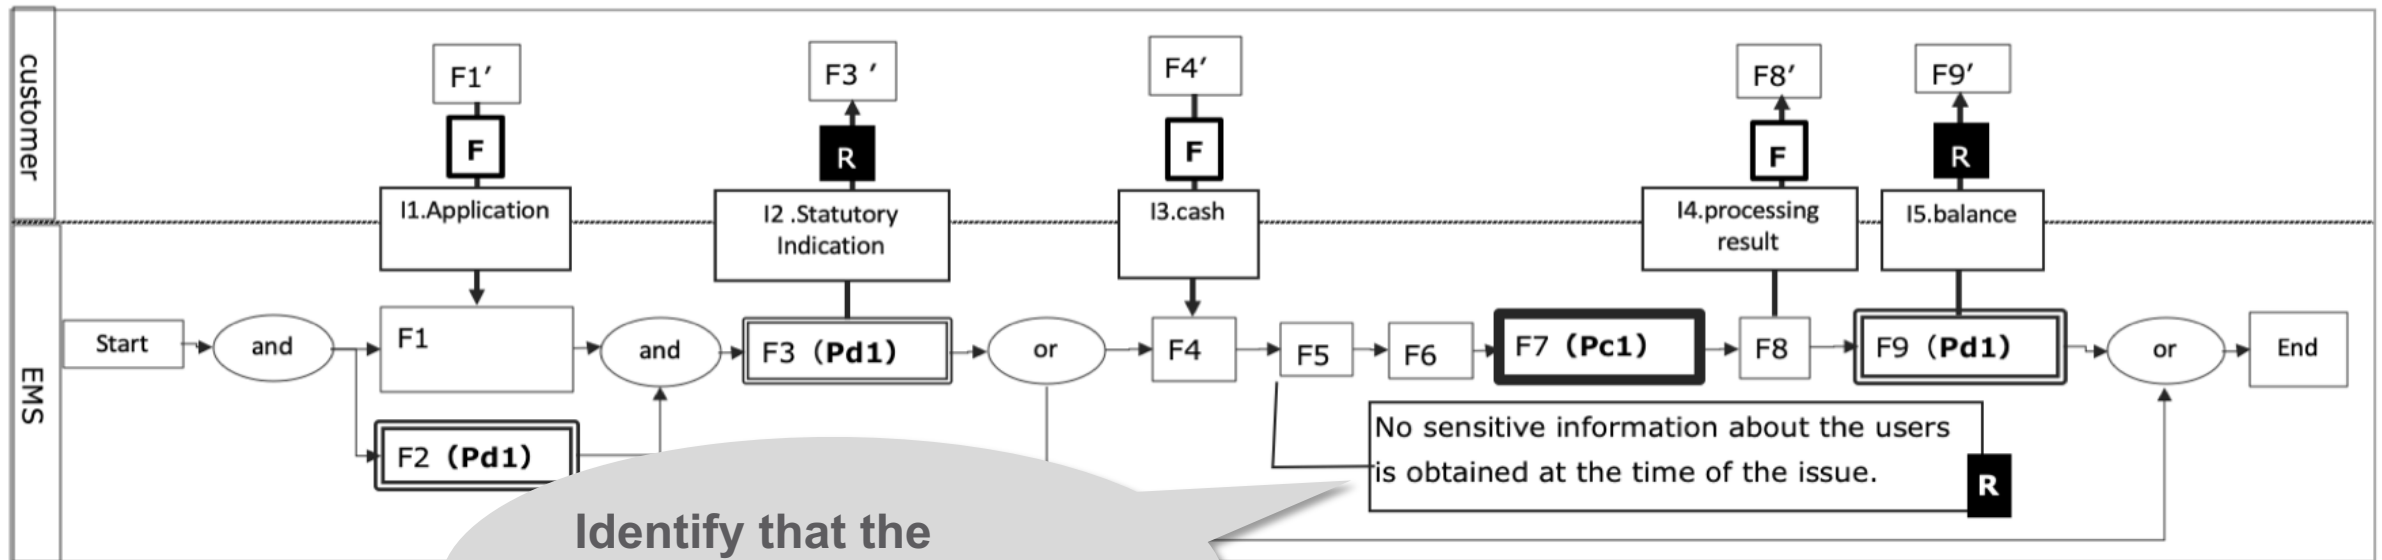 customer
F1′
F3 ′
F4′
F8′
F9′
F
R
F
F
R
I1.Application
I2 .Statutory
Indication
I3.cash
I4.processing
result
I5.balance
EMS
Start
and
F1
and
F3 (Pd1)
or
F4
F5
F6
F7 (Pc1)
F8
F9 (Pd1)
or
End
F2 (Pd1)
No sensitive information about the users
is obtained at the time of the issue.
R
Identify that the